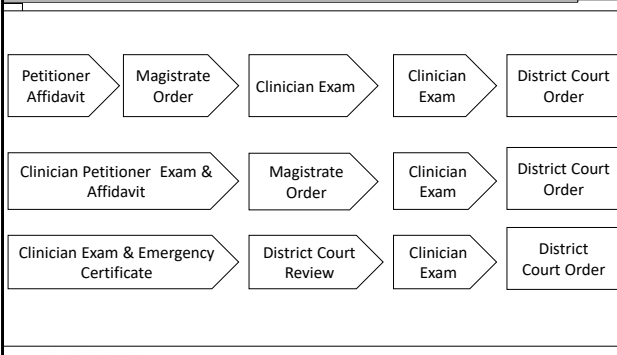 Petitioner
Affidavit
Magistrate
Order
Clinician Exam
Clinician
Exam
District Court
Order
Clinician Petitioner  Exam &
Affidavit
Magistrate
Order
Clinician
Exam
District Court
Order
Clinician Exam & Emergency
Certificate
District Court
Review
Clinician
Exam
District
Court Order